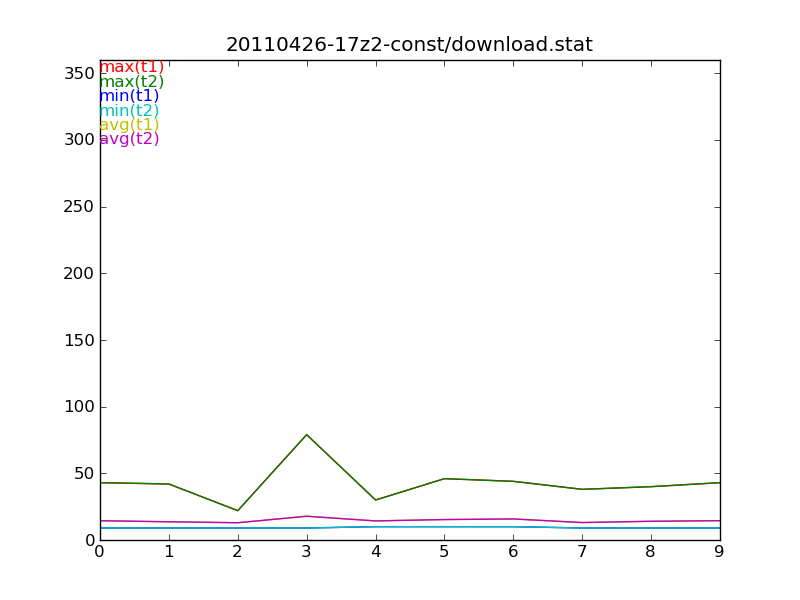 20110426-17z2-const/download.stat
350
max(t1)
max(t2)
min(t1)
min(t2)
avg(t1)
avg(t2)
300
250
200
150
100
50
0
0 1 2 3 4 5 6 7 8 9